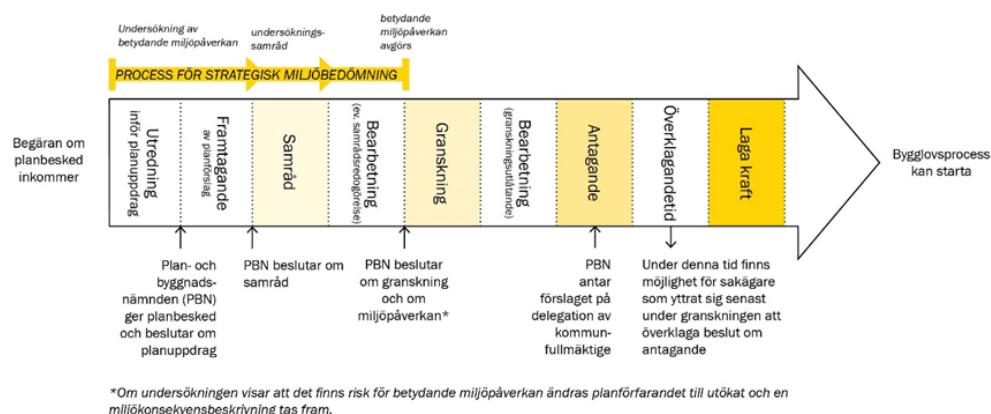 Undersökning av
betydande miljöpåverkan
undersöknings-
samråd
betydande
miljöpåverkan
avgörs
PROCESS FÖR STRATEGISK MILJÖBEDÖMNING
Begäran om
planbesked
inkommer
Utredning
inför planuppdrag
Framtagande
av planförslag
Samråd
Bearbetning
(ev. samrådsredogörelse)
Granskning
Bearbetning
(granskningsutlåtande)
Antagande
Överklagandetid
Laga kraft
Bygglovsprocess
kan starta
Plan- och
byggnads-
nämnden (PBN)
ger planbesked
och beslutar om
planuppdrag
PBN beslutar om
samråd
PBN beslutar
om granskning
och om
miljöpåverkan*
PBN
antar
förslaget på
delegation av
kommun-
fullmäktige
Under denna tid finns
möjlighet för sakägare
som yttrat sig senast
under granskningen att
överklaga beslut om
antagande
*Om undersökningen visar att det finns risk för betydande miljöpåverkan ändras planförfarandet till utökat och en
miljökonsekvensbeskrivning tas fram.